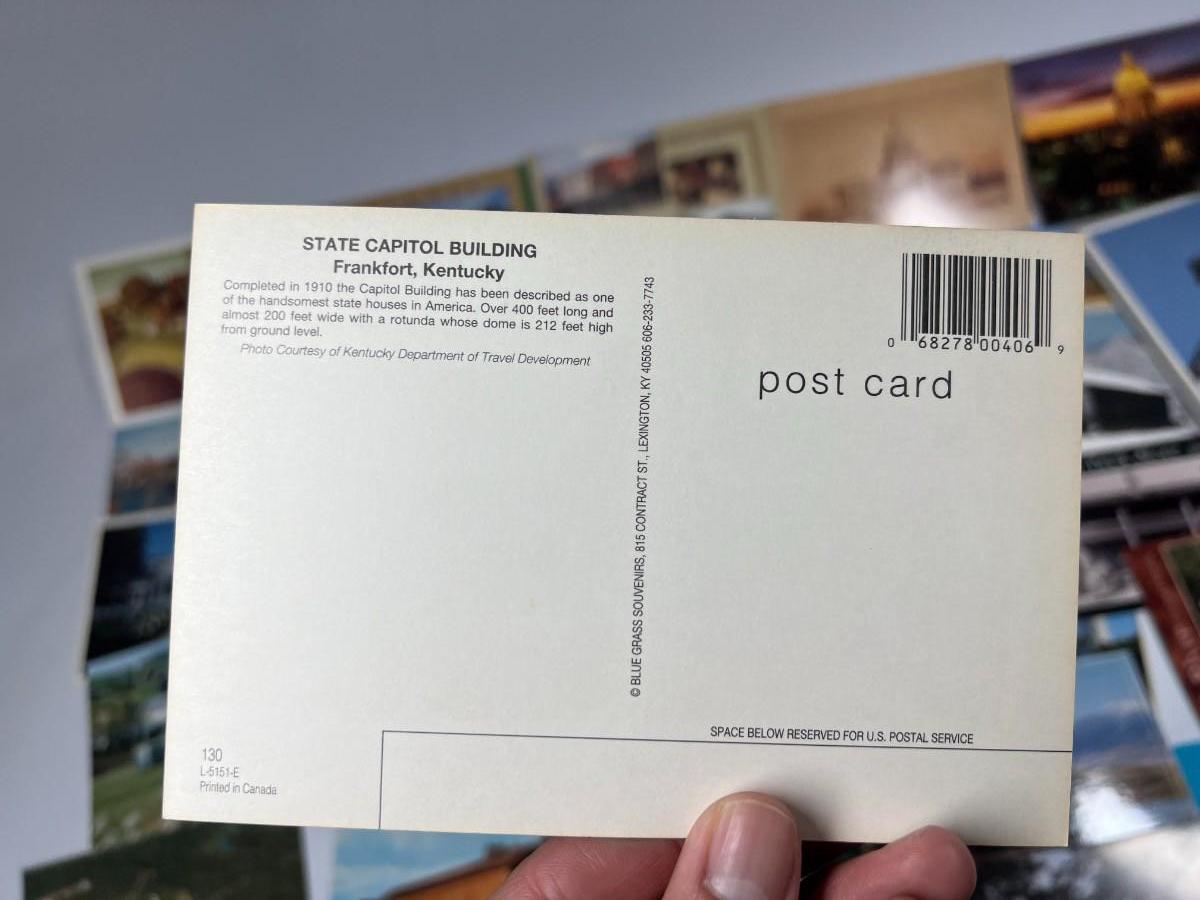 STATE CAPITOL BUILDING
Frankfort, Kentucky
Completed in 1910 the Capitol Building has been described as one
of the handsomest state houses in America. Over 400 feet long and
almost 200 feet wide with a rotunda whose dome is 212 feet high
from ground level.
Photo Courtesy of Kentucky Department of Travel Development
© BLUE GRASS SOUVENIRS, 815 CONTRACT ST., LEXINGTON, KY 40505 606-233-7743
0 68278 00406 9
post card
SPACE BELOW RESERVED FOR U.S. POSTAL SERVICE
130
L-5151-E
Printed in Canada